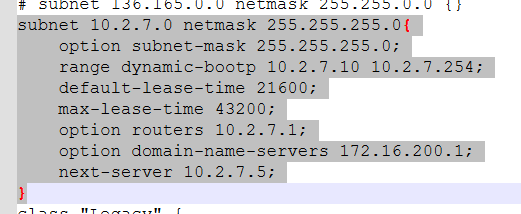 # subnet 136.165.0.0 netmask 255.255.0.0 {}
subnet 10.2.7.0 netmask 255.255.255.0{
option subnet-mask 255.255.255.0;
range dynamic-bootp 10.2.7.10 10.2.7.254;
default-lease-time 21600;
max-lease-time 43200;
option routers 10.2.7.1;
option domain-name-servers 172.16.200.1;
next-server 10.2.7.5;
}
class "Legacy" {